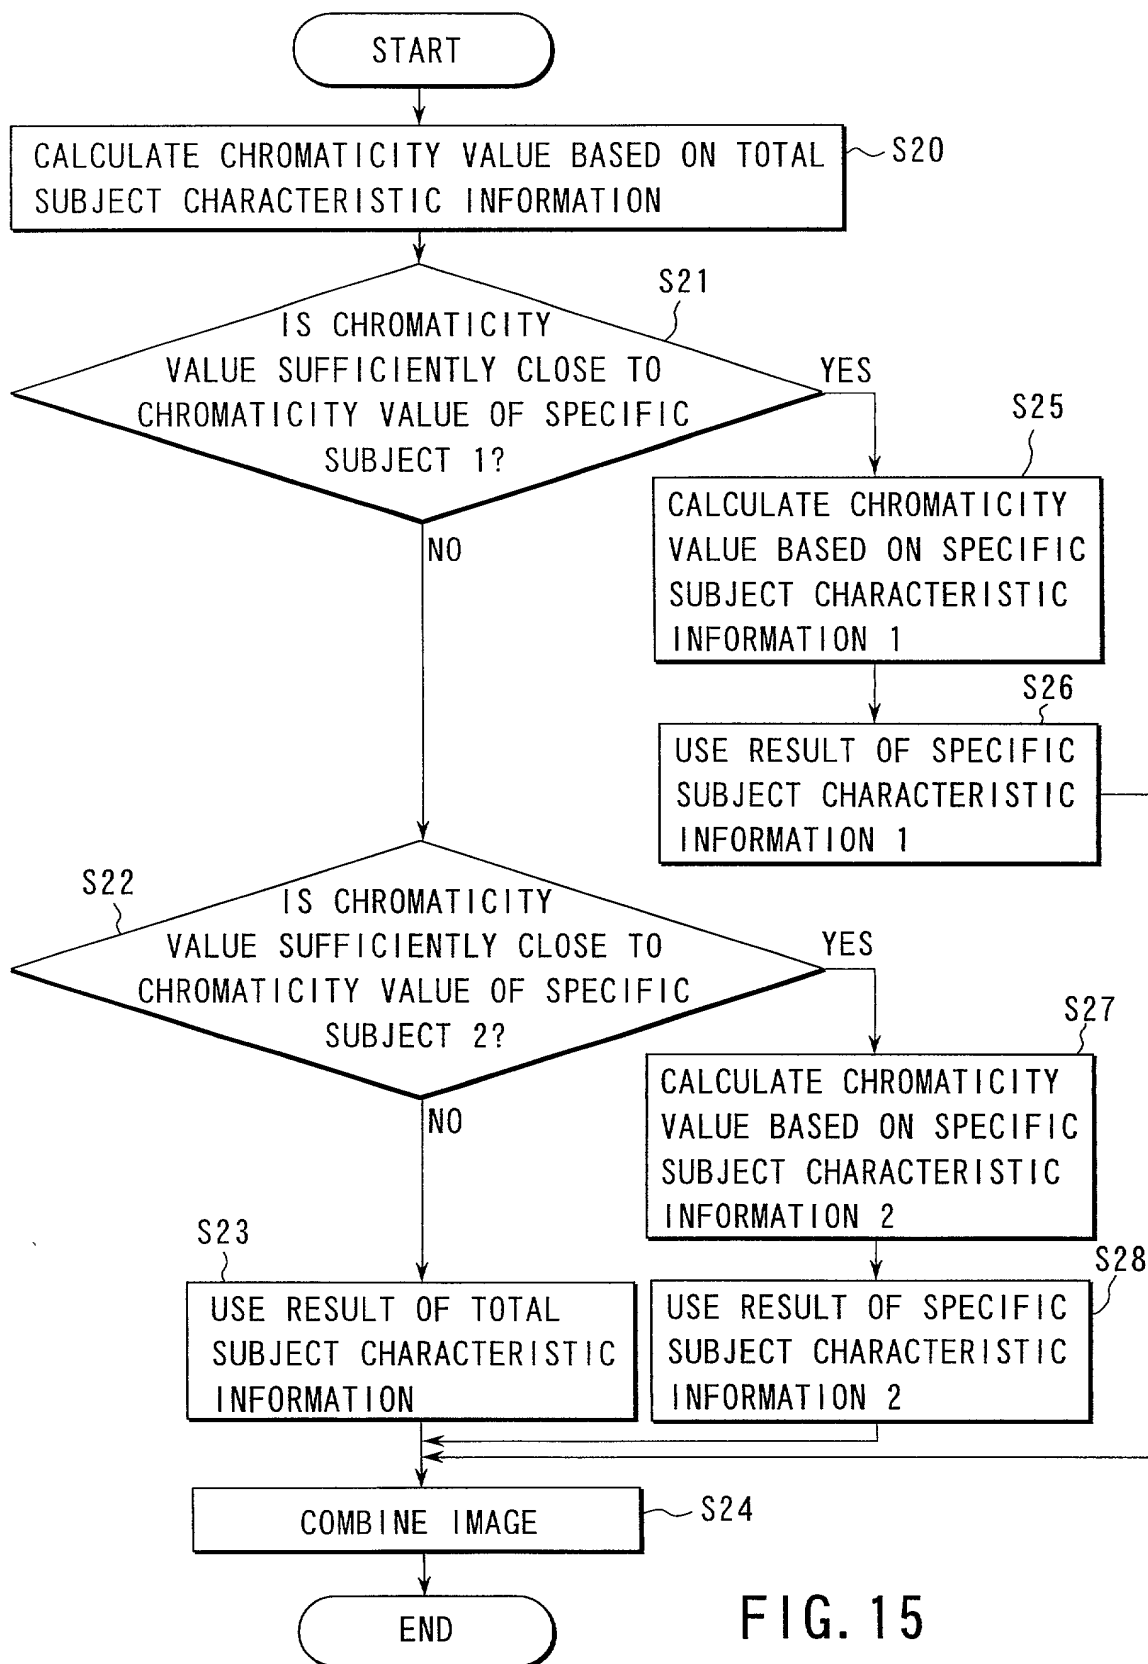 START
CALCULATE CHROMATICITY VALUE BASED ON TOTAL
SUBJECT CHARACTERISTIC INFORMATION
S20
S21
IS CHROMATICITY
VALUE SUFFICIENTLY CLOSE TO
CHROMATICITY VALUE OF SPECIFIC
SUBJECT 1?
YES
NO
S25
CALCULATE CHROMATICITY
VALUE BASED ON SPECIFIC
SUBJECT CHARACTERISTIC
INFORMATION 1
S26
USE RESULT OF SPECIFIC
SUBJECT CHARACTERISTIC
INFORMATION 1
S22
IS CHROMATICITY
VALUE SUFFICIENTLY CLOSE TO
CHROMATICITY VALUE OF SPECIFIC
SUBJECT 2?
YES
NO
S27
CALCULATE CHROMATICITY
VALUE BASED ON SPECIFIC
SUBJECT CHARACTERISTIC
INFORMATION 2
S23
USE RESULT OF TOTAL
SUBJECT CHARACTERISTIC
INFORMATION
S28
USE RESULT OF SPECIFIC
SUBJECT CHARACTERISTIC
INFORMATION 2
COMBINE IMAGE
S24
END
FIG. 15